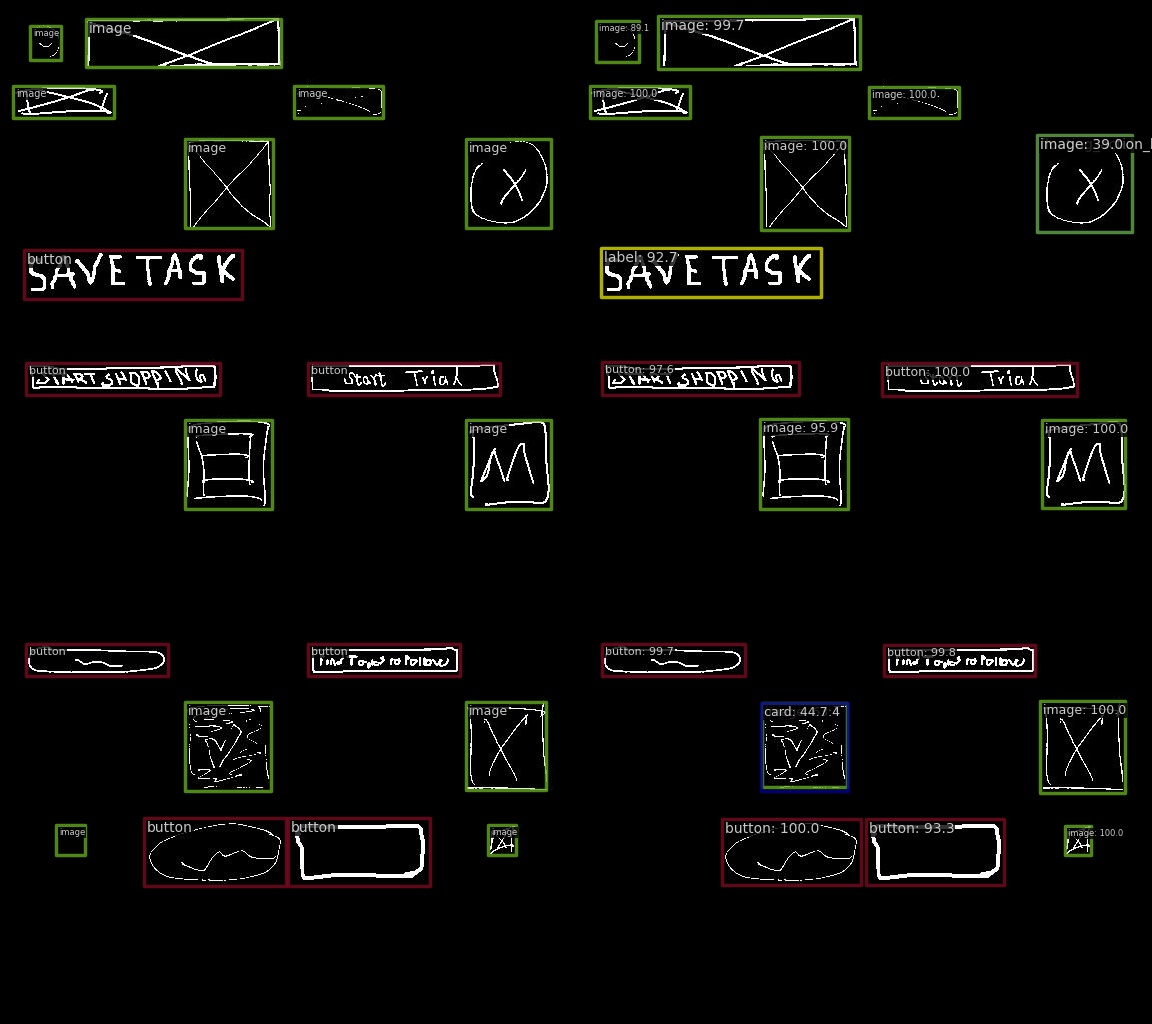 image image image: 89.1 image: 99.7
image image image: 100.0 image: 100.0
image image image: 100.0 image: 39.0
X X
button label: 92.7
SAVE TASK SAVE TASK
button button button: 97.6 button: 100.0
START SHOPPING Start Trial START SHOPPING Start Trial
image image image: 95.9 image: 100.0
M M
button button button: 99.7 button: 99.8
to Follow to Follow
image image card: 44.7 image: 100.0
image button button image button: 100.0 button: 93.3 image: 100.0